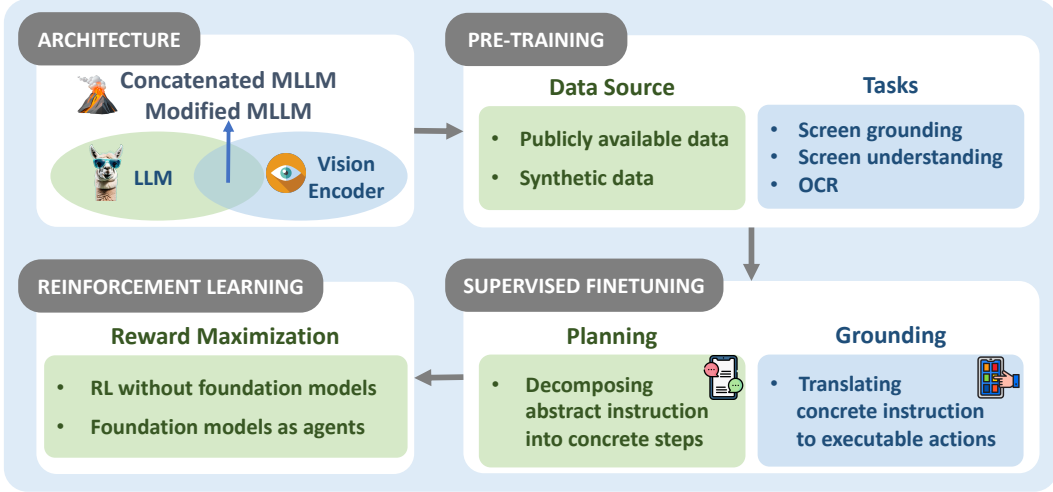 ARCHITECTURE
Concatenated MLLM
Modified MLLM
LLM
Vision
Encoder
PRE-TRAINING
Data Source
• Publicly available data
• Synthetic data
Tasks
• Screen grounding
• Screen understanding
• OCR
REINFORCEMENT LEARNING
Reward Maximization
• RL without foundation models
• Foundation models as agents
SUPERVISED FINETUNING
Planning
• Decomposing
abstract instruction
into concrete steps
Grounding
• Translating
concrete instruction
to executable actions